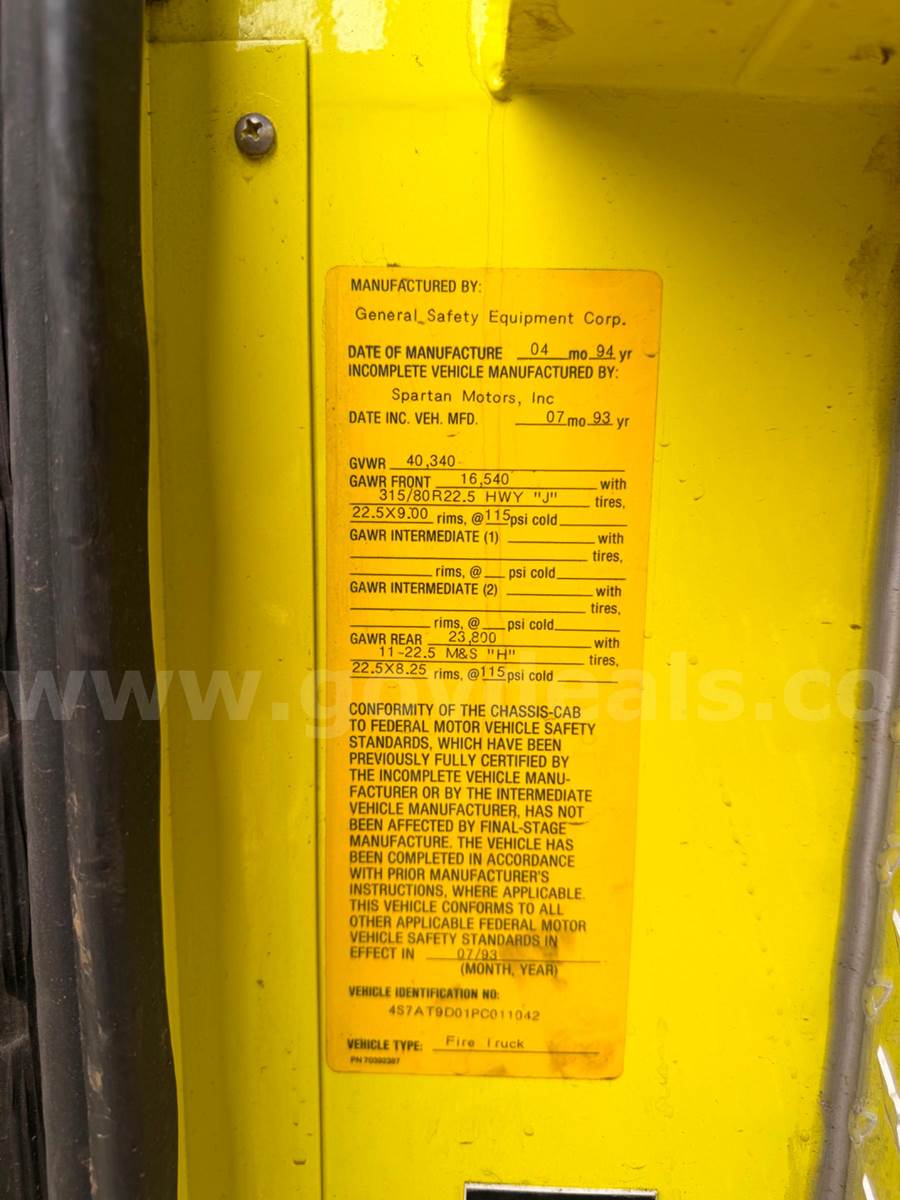 MANUFACTURED BY:
General Safety Equipment Corp.
DATE OF MANUFACTURE 04 mo 94 yr
INCOMPLETE VEHICLE MANUFACTURED BY:
Spartan Motors, Inc
DATE INC. VEH. MFD. 07 mo 93 yr
GVWR 40,340
GAWR FRONT 16,540 with
315/80R22.5 HWY "J" tires,
22.5X9.00 rims, @ 115 psi cold
GAWR INTERMEDIATE (1) with
tires,
rims, @ psi cold
GAWR INTERMEDIATE (2) with
tires,
rims, @ psi cold
GAWR REAR 23,800 with
11-22.5 M&S "H" tires,
22.5X8.25 rims, @ 115 psi cold
www.govdeals.co
CONFORMITY OF THE CHASSIS-CAB
TO FEDERAL MOTOR VEHICLE SAFETY
STANDARDS, WHICH HAVE BEEN
PREVIOUSLY FULLY CERTIFIED BY
THE INCOMPLETE VEHICLE MANU-
FACTURER OR BY THE INTERMEDIATE
VEHICLE MANUFACTURER, HAS NOT
BEEN AFFECTED BY FINAL-STAGE
MANUFACTURE. THE VEHICLE HAS
BEEN COMPLETED IN ACCORDANCE
WITH PRIOR MANUFACTURER'S
INSTRUCTIONS, WHERE APPLICABLE.
THIS VEHICLE CONFORMS TO ALL
OTHER APPLICABLE FEDERAL MOTOR
VEHICLE SAFETY STANDARDS IN
EFFECT IN 07/93
(MONTH, YEAR)
VEHICLE IDENTIFICATION NO:
4S7AT9D01PC011042
VEHICLE TYPE: Fire Truck